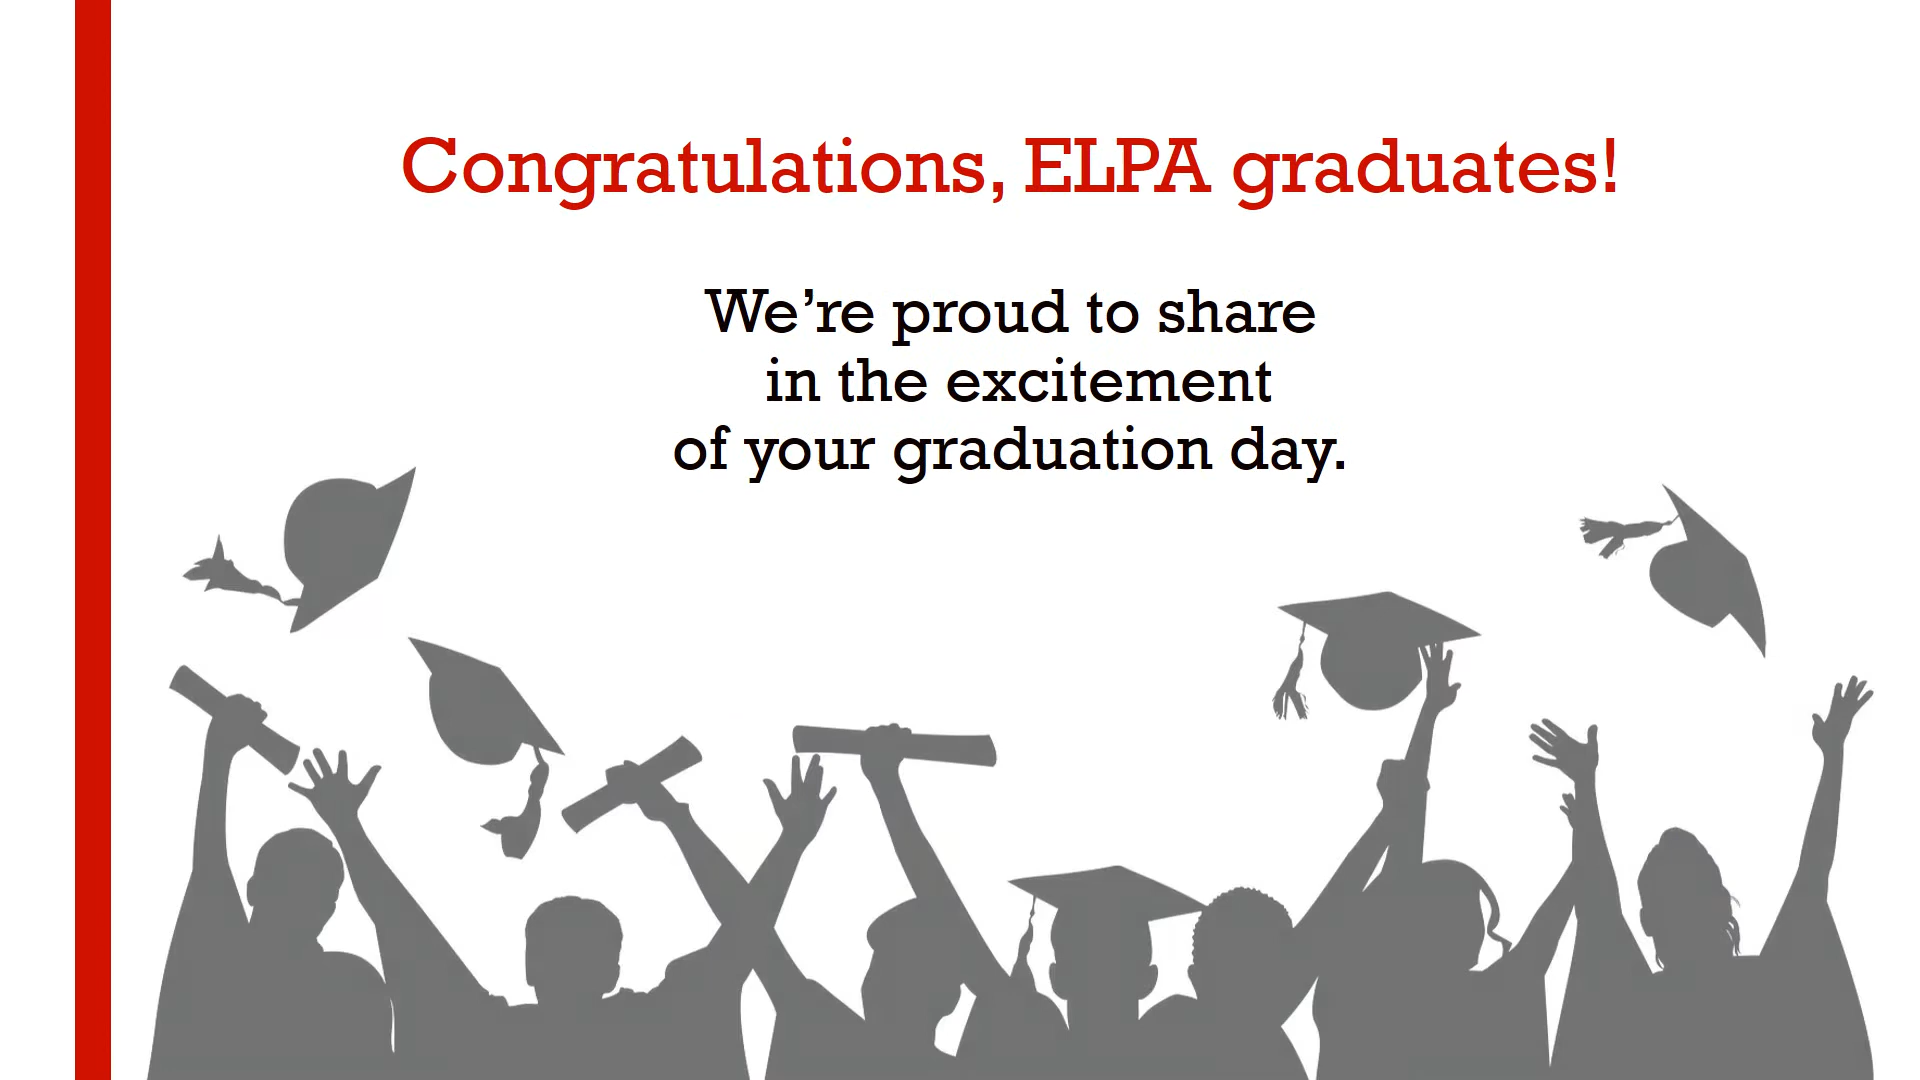 Congratulations, ELPA graduates!
We’re proud to share
in the excitement
of your graduation day.